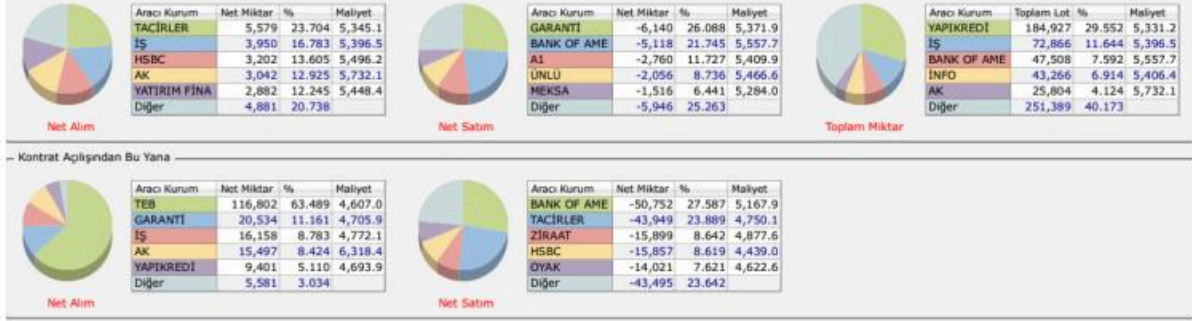 Aracı Kurum Net Miktar % Maliyet
TACİRLER 5,579 23.704 5,345.1
İŞ 3,950 16.783 5,396.5
HSBC 3,202 13.605 5,496.2
AK 3,042 12.925 5,732.1
YATIRIM FİNA 2,882 12.245 5,448.4
Diğer 4,881 20.738
Net Alım
Aracı Kurum Net Miktar % Maliyet
GARANTİ -6,140 26.088 5,371.9
BANK OF AME -5,118 21.745 5,557.7
A1 -2,760 11.727 5,409.9
ÜNLÜ -2,056 8.736 5,466.6
MEKSA -1,516 6.441 5,284.0
Diğer -5,946 25.263
Net Satım
Aracı Kurum Toplam Lot % Maliyet
YAPIKREDİ 184,927 29.552 5,331.2
İŞ 72,866 11.644 5,396.5
BANK OF AME 47,508 7.592 5,557.7
İNFO 43,266 6.914 5,406.4
AK 25,804 4.124 5,732.1
Diğer 251,389 40.173
Toplam Miktar
Kontrat Açılışından Bu Yana
Aracı Kurum Net Miktar % Maliyet
TEB 116,802 63.489 4,607.0
GARANTİ 20,534 11.161 4,705.9
İŞ 16,158 8.783 4,772.1
AK 15,497 8.424 6,318.4
YAPIKREDİ 9,401 5.110 4,693.9
Diğer 5,581 3.034
Net Alım
Aracı Kurum Net Miktar % Maliyet
BANK OF AME -50,752 27.587 5,167.9
TACİRLER -43,949 23.889 4,750.1
ZİRAAT -15,899 8.642 4,877.6
HSBC -15,857 8.619 4,439.0
OYAK -14,021 7.621 4,622.6
Diğer -43,495 23.642
Net Satım